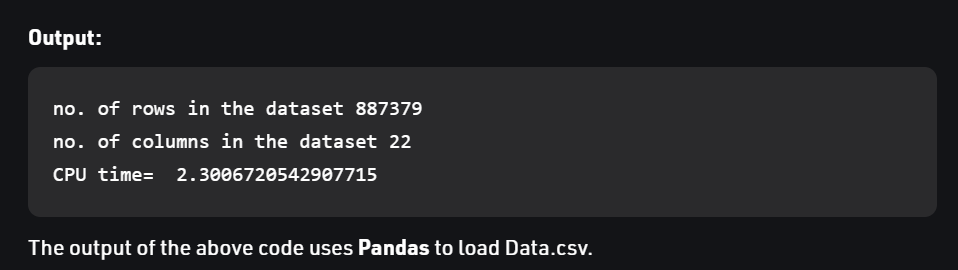 Output:
no. of rows in the dataset 887379
no. of columns in the dataset 22
CPU time=  2.3006720542907715
The output of the above code uses Pandas to load Data.csv.